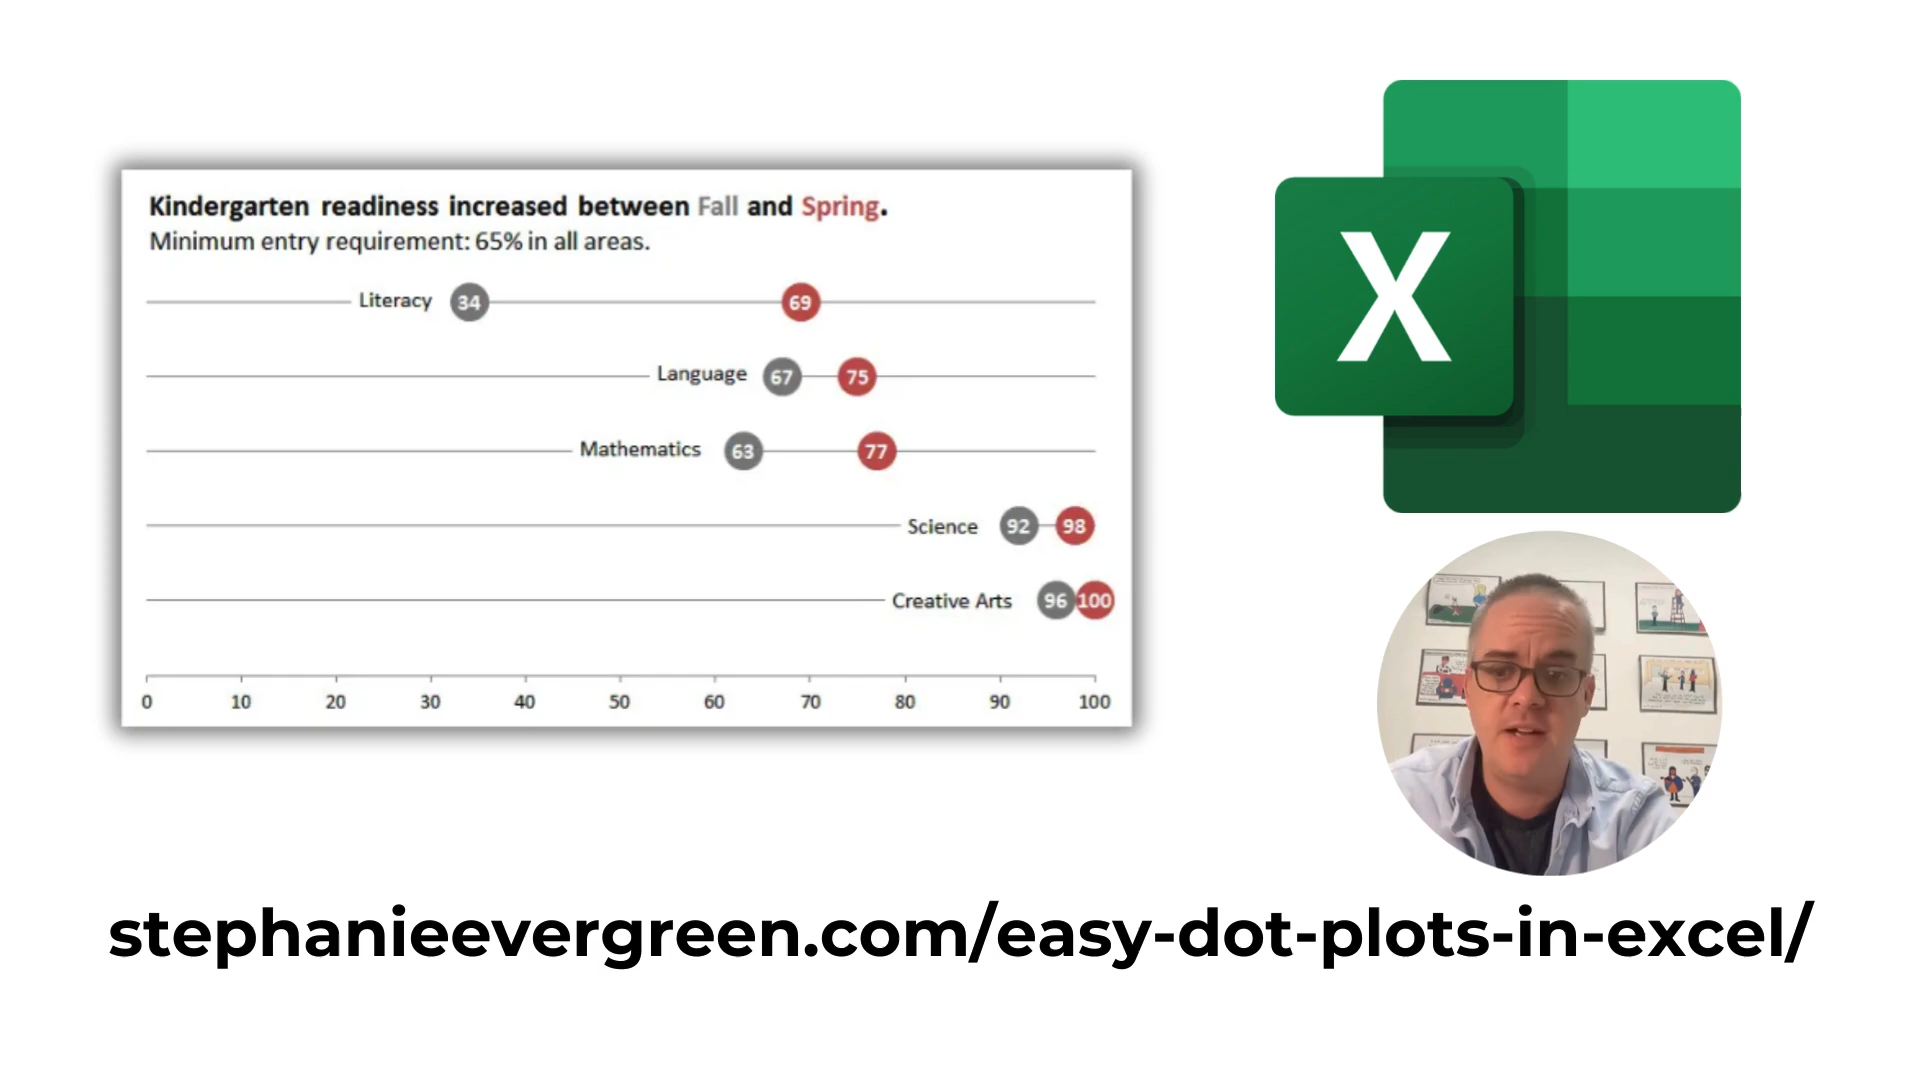 Kindergarten readiness increased between Fall and Spring.
Minimum entry requirement: 65% in all areas.
Literacy 34 69
Language 67 75
Mathematics 63 77
Science 92 98
Creative Arts 96 100
0 10 20 30 40 50 60 70 80 90 100
X
stephanieevergreen.com/easy-dot-plots-in-excel/